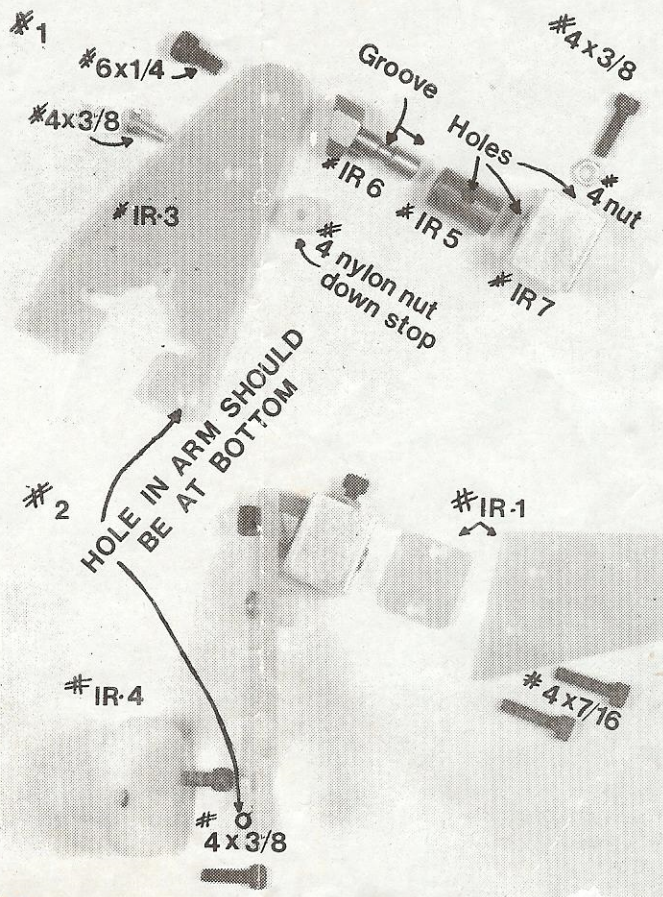 #1
#6x1/4
#4x3/8
#IR-3
Groove
#IR 6
Holes
#IR 5
#4x3/8
#
4 nut
#IR 7
#
4 nylon nut
down stop
HOLE IN ARM SHOULD
BE AT BOTTOM
#2
#IR-1
#4x7/16
#IR-4
#
4x3/8